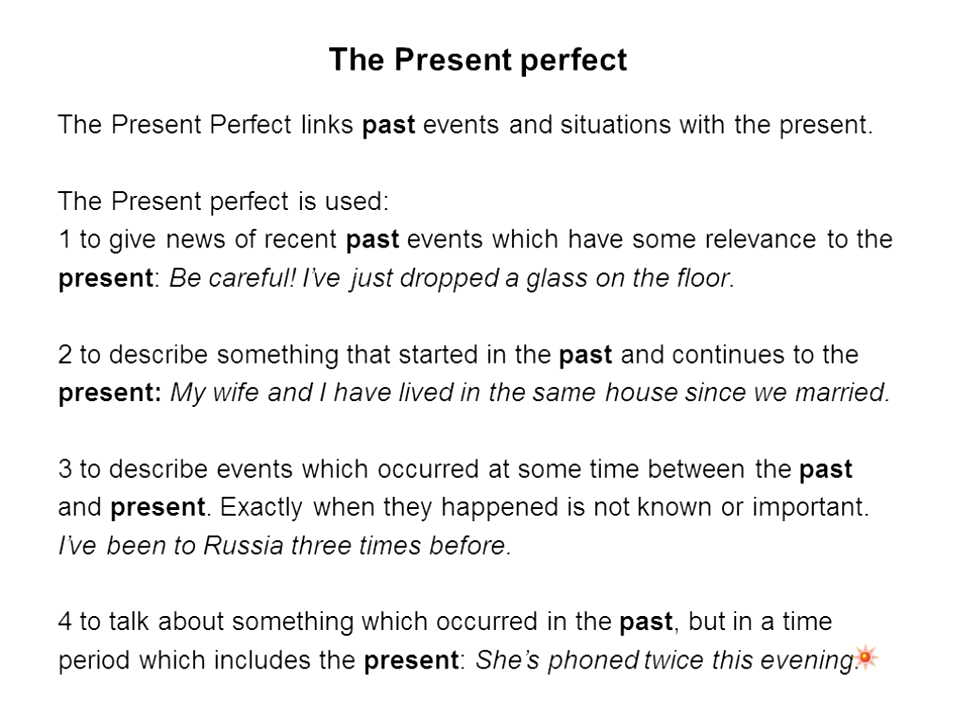 The Present perfect
The Present Perfect links past events and situations with the present.
The Present perfect is used:
1 to give news of recent past events which have some relevance to the
present: Be careful! I've just dropped a glass on the floor.
2 to describe something that started in the past and continues to the
present: My wife and I have lived in the same house since we married.
3 to describe events which occurred at some time between the past
and present. Exactly when they happened is not known or important.
I've been to Russia three times before.
4 to talk about something which occurred in the past, but in a time
period which includes the present: She's phoned twice this evening.